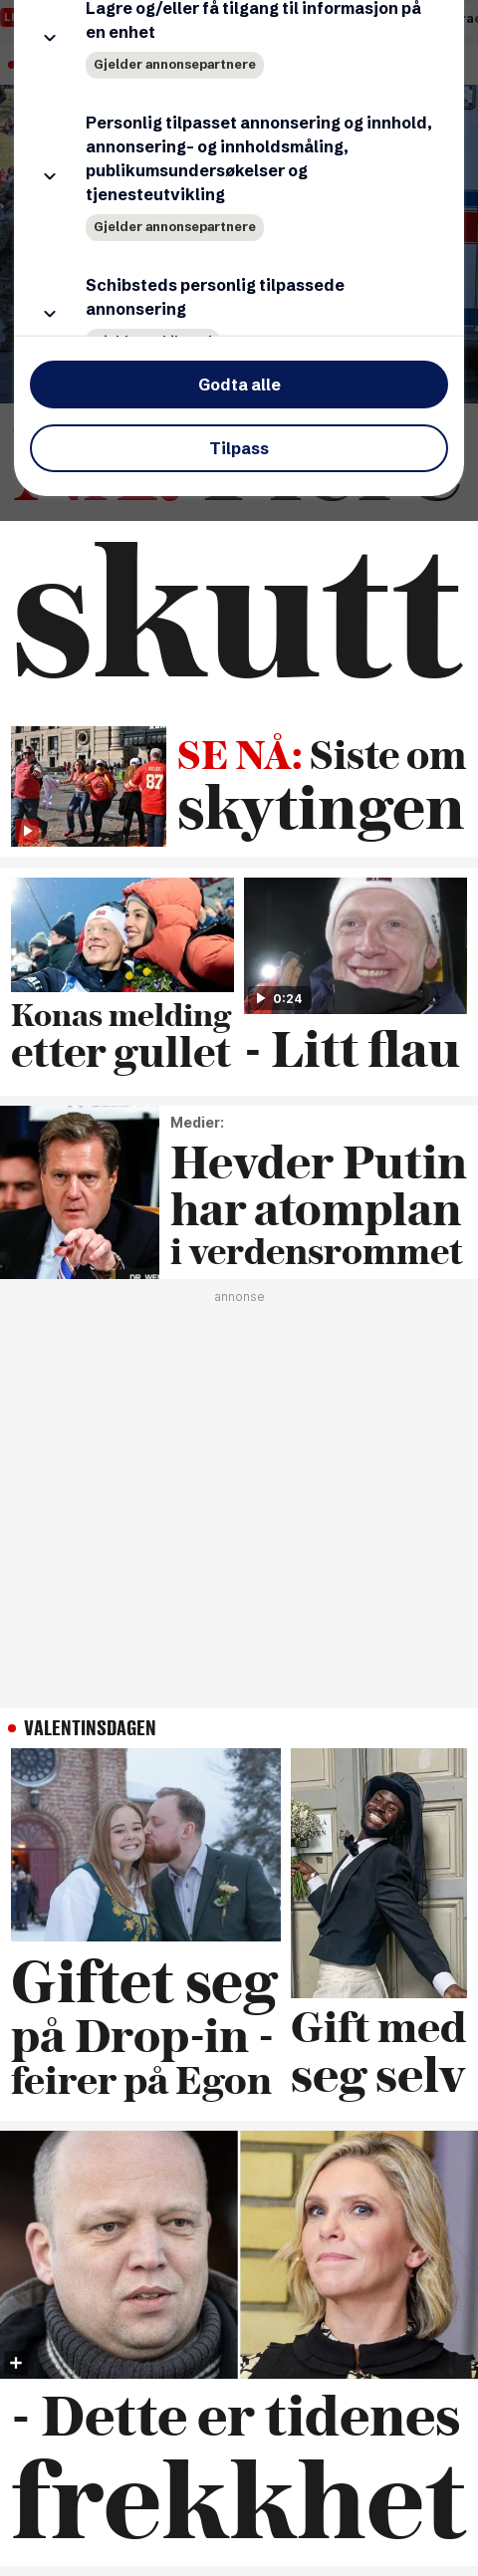 Lagre og/eller få tilgang til informasjon på
en enhet
Gjelder annonsepartnere
Personlig tilpasset annonsering og innhold,
annonsering- og innholdsmåling,
publikumsundersøkelser og
tjenesteutvikling
Gjelder annonsepartnere
Schibsteds personlig tilpassede
annonsering
Godta alle
Tilpass
skutt
SE NÅ: Siste om
skytingen
87
0:24
Konas melding
etter gullet
- Litt flau
Medier:
Hevder Putin
har atomplan
i verdensrommet
annonse
VALENTINSDAGEN
Giftet seg
på Drop-in -
feirer på Egon
Gift med
seg selv
- Dette er tidenes
frekkhet